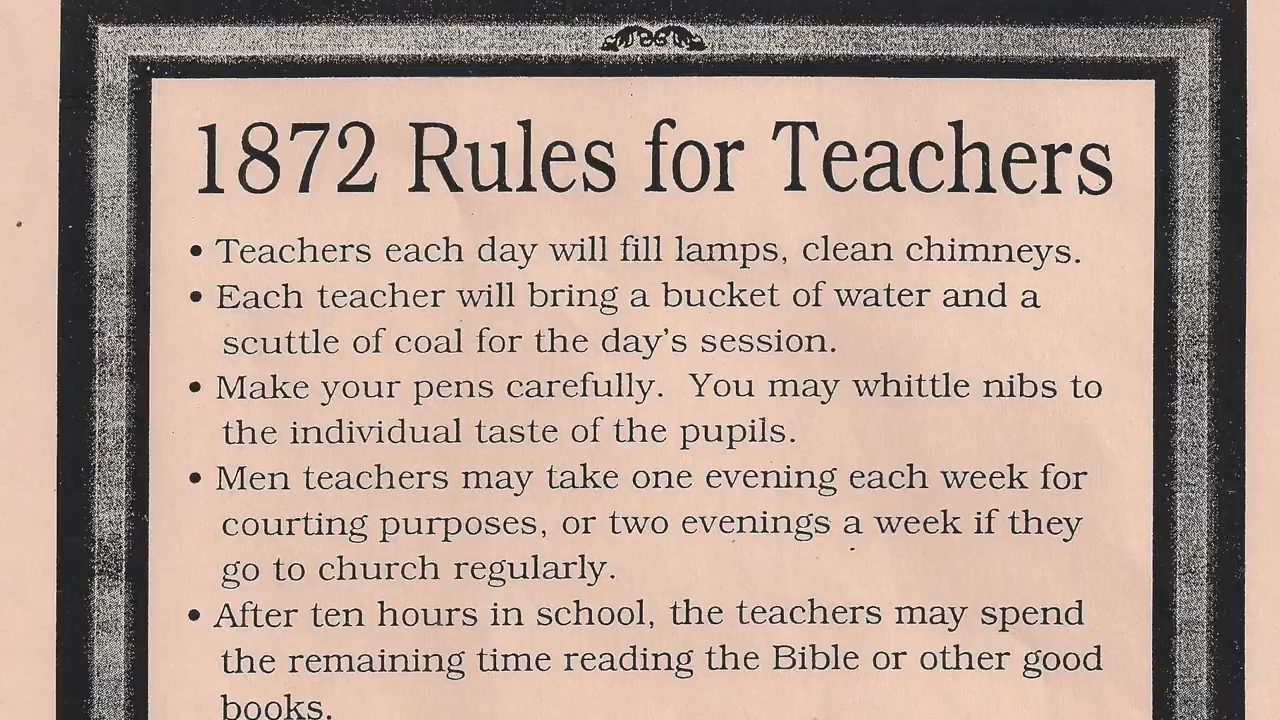 1872 Rules for Teachers
• Teachers each day will fill lamps, clean chimneys.
• Each teacher will bring a bucket of water and a
scuttle of coal for the day's session.
• Make your pens carefully.  You may whittle nibs to
the individual taste of the pupils.
• Men teachers may take one evening each week for
courting purposes, or two evenings a week if they
go to church regularly.
• After ten hours in school, the teachers may spend
the remaining time reading the Bible or other good
books.